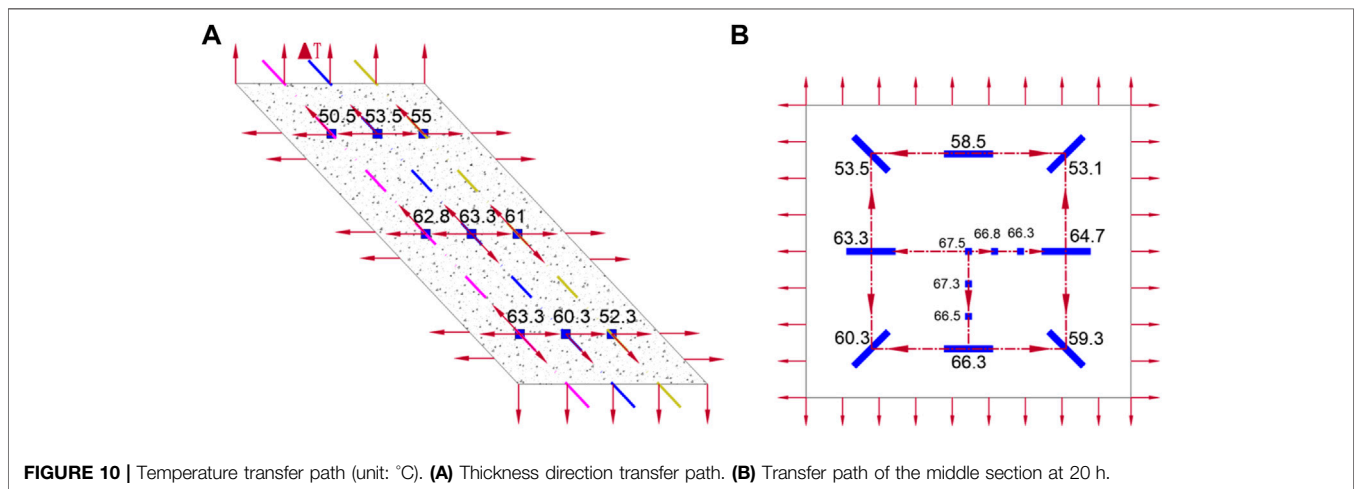 A
B
ΔT
50.5 53.5 55
62.8 63.3 61
63.3 60.3 52.3
58.5
53.5 53.1
63.3 67.5 66.8 66.3 64.7
67.3
66.5
60.3 66.3 59.3
FIGURE 10 | Temperature transfer path (unit: °C). (A) Thickness direction transfer path. (B) Transfer path of the middle section at 20 h.